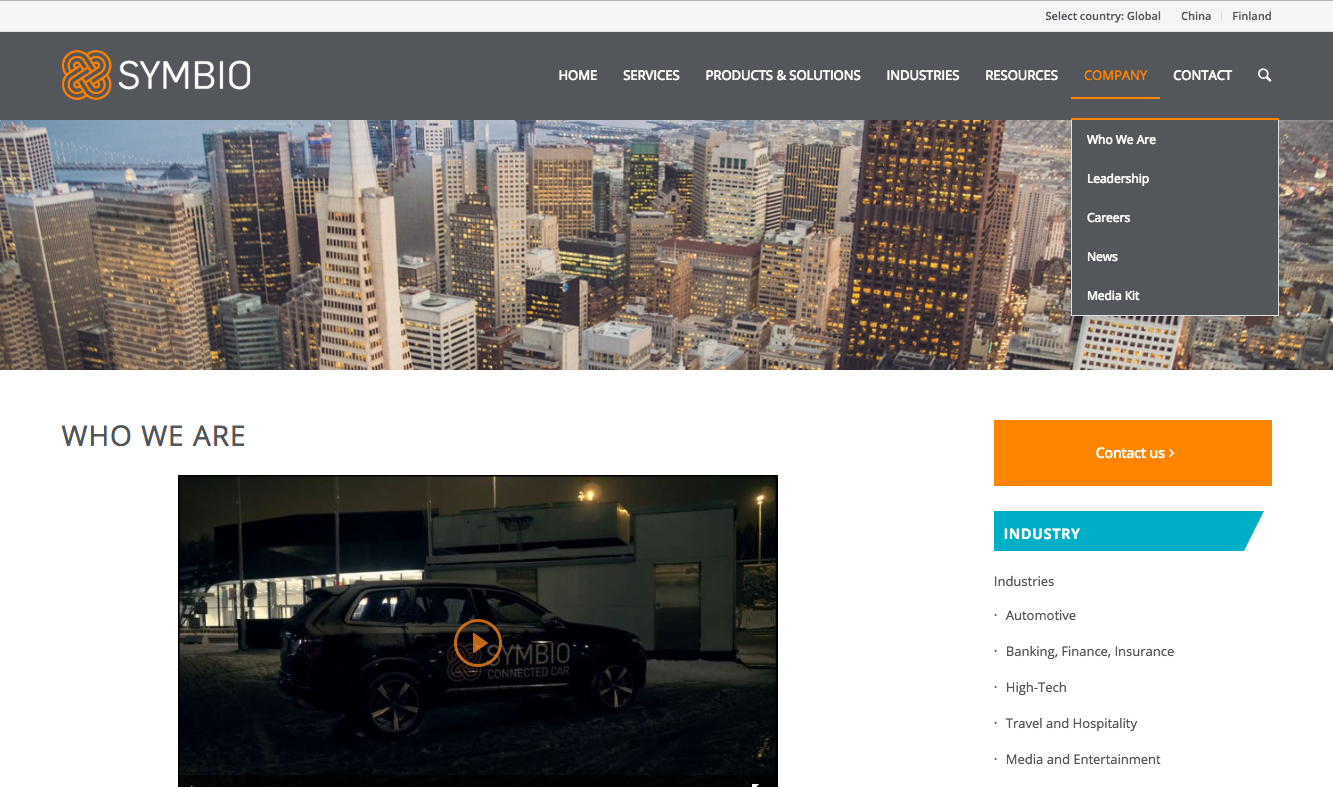 Select country: Global China Finland
SYMBIO
HOME SERVICES PRODUCTS & SOLUTIONS INDUSTRIES RESOURCES COMPANY CONTACT
Who We Are
Leadership
Careers
News
Media Kit
WHO WE ARE
Contact us ›
SYMBIO
CONNECTED CAR
INDUSTRY
Industries
· Automotive
· Banking, Finance, Insurance
· High-Tech
· Travel and Hospitality
· Media and Entertainment